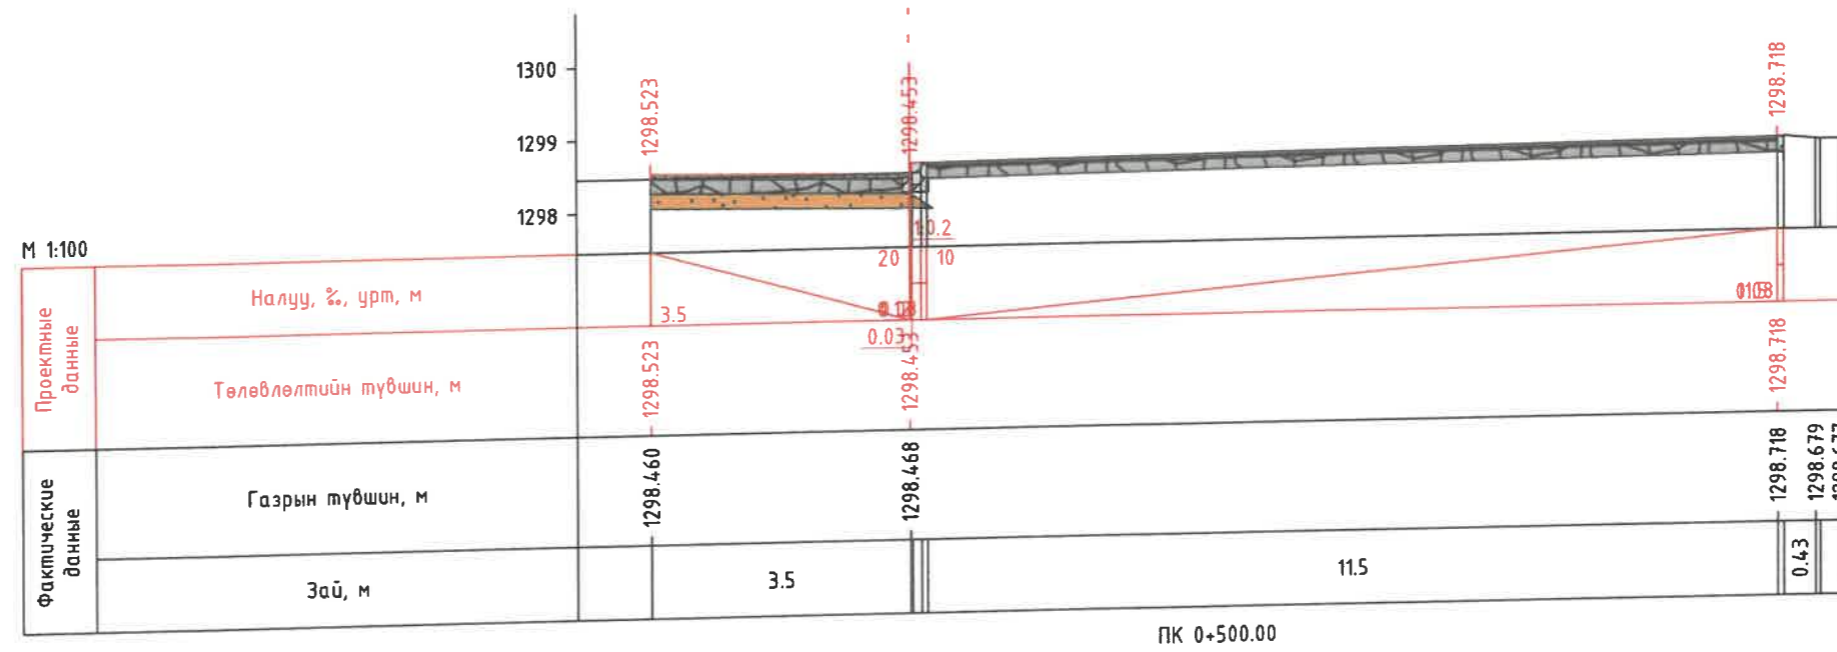 1300
1299
1298
1298.523
1298.453
1298.718
М 1:100
1:0.2
20
10
Проектные данные
Налуу, ‰, урт, м
3.5
0.03
Төлөвлөлтийн түвшин, м
1298.523
1298.453
1298.718
Фактические данные
Газрын түвшин, м
1298.460
1298.468
1298.718
1298.679
Зай, м
3.5
11.5
0.43
ПК 0+500.00